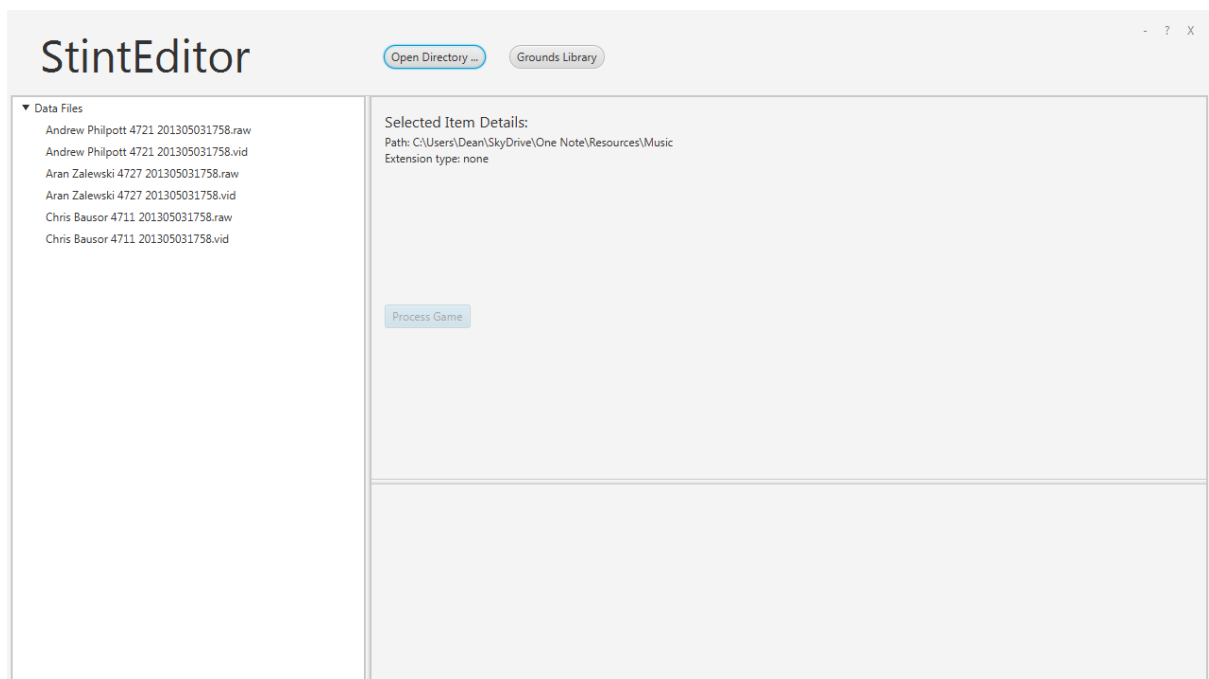 - ? X
StintEditor
Open Directory ...
Grounds Library
Data Files
Andrew Philpott 4721 201305031758.raw
Andrew Philpott 4721 201305031758.vid
Aran Zalewski 4727 201305031758.raw
Aran Zalewski 4727 201305031758.vid
Chris Bausor 4711 201305031758.raw
Chris Bausor 4711 201305031758.vid
Selected Item Details:
Path: C:\Users\Dean\SkyDrive\One Note\Resources\Music
Extension type: none
Process Game